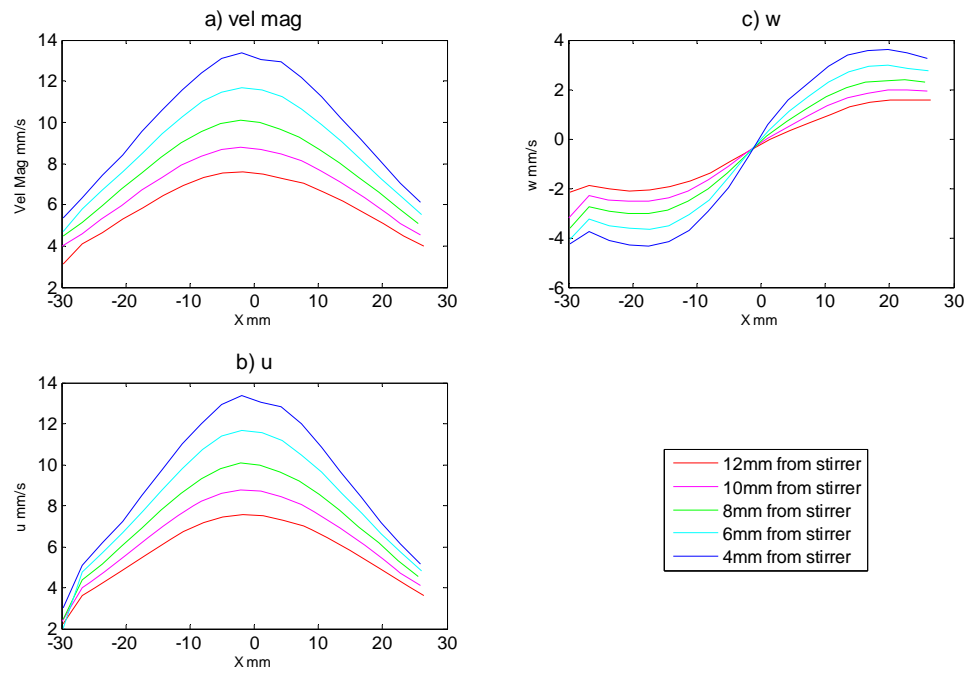 a) vel mag
14
12
10
8
6
4
2
Vel Mag mm/s
-30 -20 -10 0 10 20 30
X mm
c) w
4
2
0
-2
-4
-6
w mm/s
-30 -20 -10 0 10 20 30
X mm
b) u
14
12
10
8
6
4
2
u mm/s
-30 -20 -10 0 10 20 30
X mm
12mm from stirrer
10mm from stirrer
8mm from stirrer
6mm from stirrer
4mm from stirrer